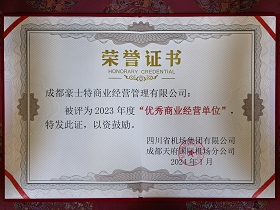 荣誉证书
HONORARY CREDENTIAL
成都豪士特商业经营管理有限公司：
被评为2023年度“优秀商业经营单位”，
特发此证，以资鼓励。
四川省机场集团有限公司
成都天府国际机场分公司
2024年1月